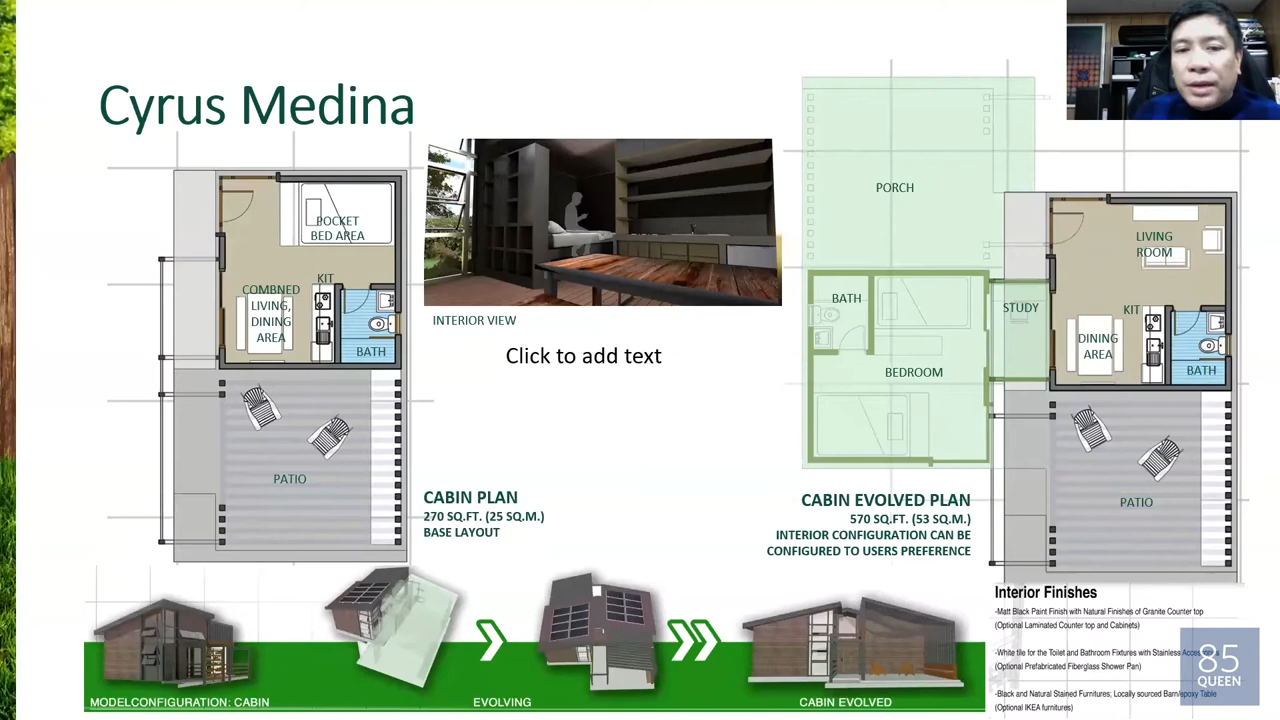 Cyrus Medina
POCKET
BED AREA
KIT
COMBNED
LIVING,
DINING
AREA
BATH
PATIO
INTERIOR VIEW
Click to add text
CABIN PLAN
270 SQ.FT. (25 SQ.M.)
BASE LAYOUT
PORCH
BATH
STUDY
BEDROOM
LIVING
ROOM
KIT
DINING
AREA
BATH
PATIO
CABIN EVOLVED PLAN
570 SQ.FT. (53 SQ.M.)
INTERIOR CONFIGURATION CAN BE
CONFIGURED TO USERS PREFERENCE
MODELCONFIGURATION: CABIN
EVOLVING
CABIN EVOLVED
Interior Finishes
-Matt Black Paint Finish with Natural Finishes of Granite Counter top
(Optional Laminated Counter top and Cabinets)
-White tile for the Toilet and Bathroom Fixtures with Stainless Accessories
(Optional Prefabricated Fiberglass Shower Pan)
-Black and Natural Stained Furnitures; Locally sourced Barn/epoxy Table
(Optional IKEA furnitures)
85
QUEEN